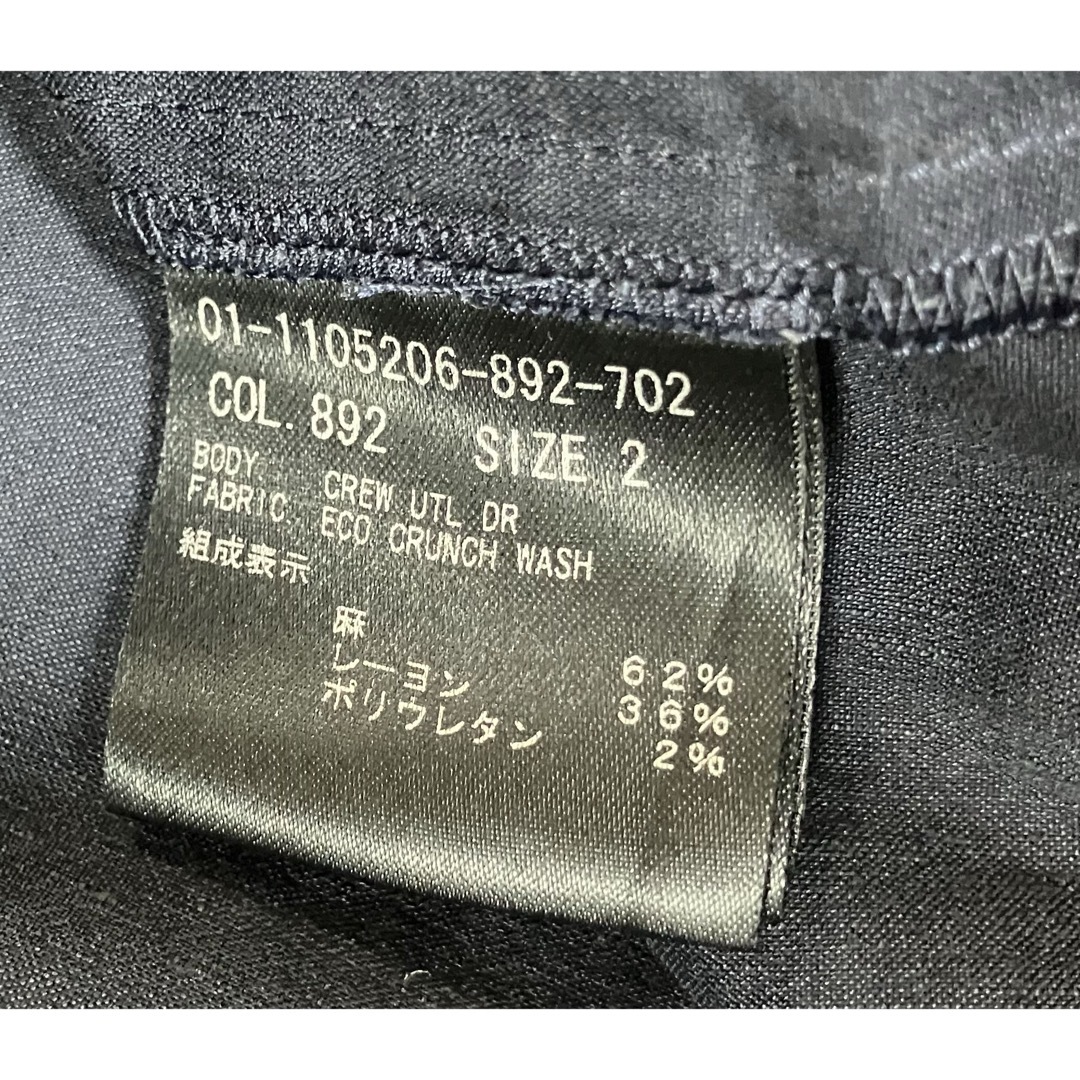 01-1105206-892-702
COL. 892 SIZE 2
BODY. CREW UTL DR
FABRIC. ECO CRUNCH WASH
組成表示
麻 62%
レーヨン 36%
ポリウレタン 2%